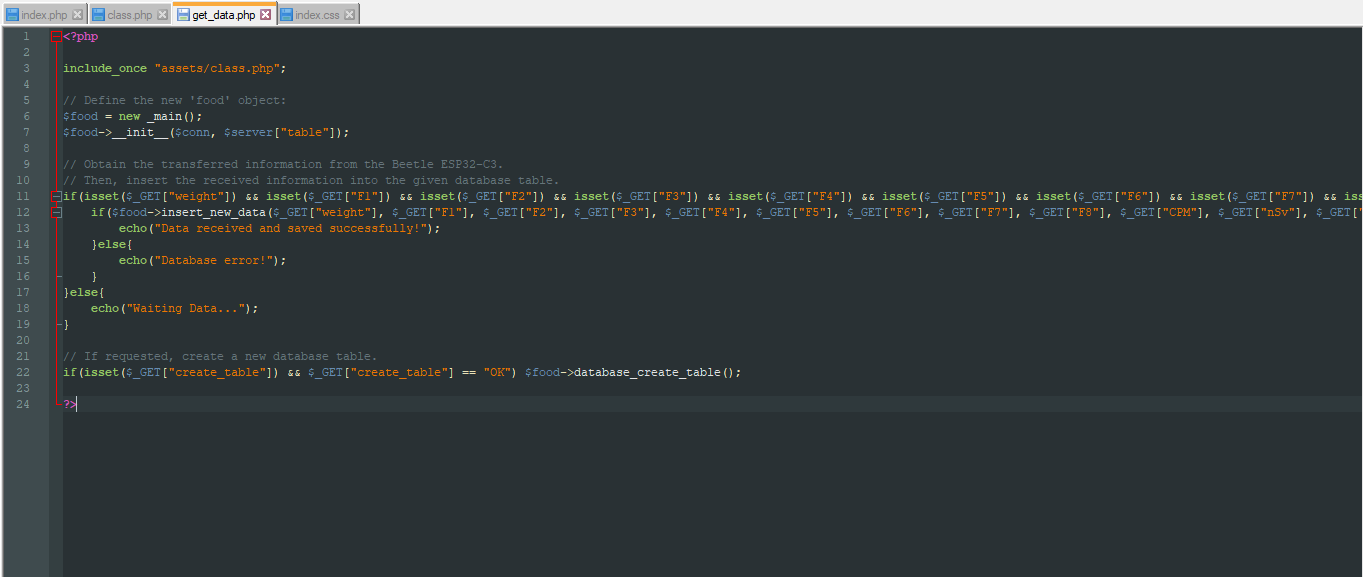 index.php class.php get_data.php index.css
1 <?php
2
3 include_once "assets/class.php";
4
5 // Define the new 'food' object:
6 $food = new _main();
7 $food->__init__($conn, $server["table"]);
8
9 // Obtain the transferred information from the Beetle ESP32-C3.
10 // Then, insert the received information into the given database table.
11 if(isset($_GET["weight"]) && isset($_GET["F1"]) && isset($_GET["F2"]) && isset($_GET["F3"]) && isset($_GET["F4"]) && isset($_GET["F5"]) && isset($_GET["F6"]) && isset($_GET["F7"]) && iss
12 if($food->insert_new_data($_GET["weight"], $_GET["F1"], $_GET["F2"], $_GET["F3"], $_GET["F4"], $_GET["F5"], $_GET["F6"], $_GET["F7"], $_GET["F8"], $_GET["CPM"], $_GET["nSv"], $_GET["
13 echo("Data received and saved successfully!");
14 }else{
15 echo("Database error!");
16 }
17 }else{
18 echo("Waiting Data...");
19 }
20
21 // If requested, create a new database table.
22 if(isset($_GET["create_table"]) && $_GET["create_table"] == "OK") $food->database_create_table();
23
24 ?>